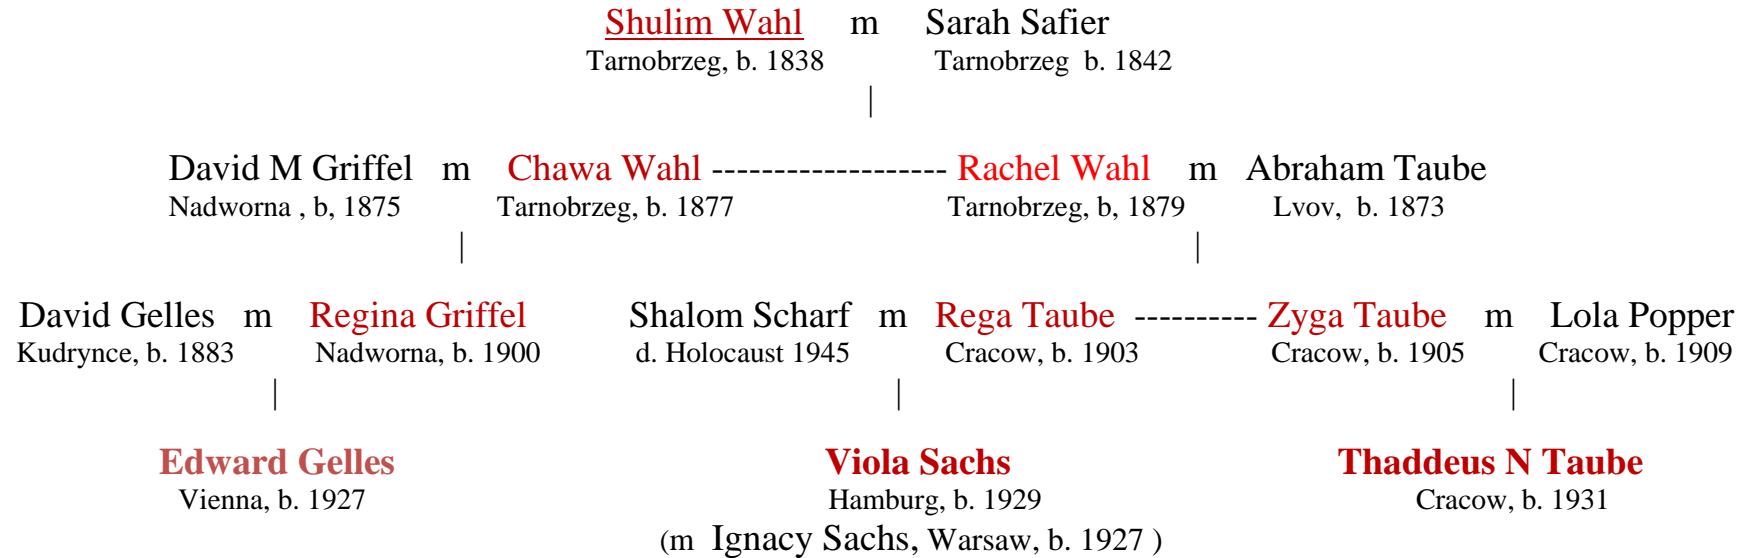 Shulim Wahl m Sarah Safier
Tarnobrzeg, b. 1838 Tarnobrzeg b. 1842
|
David M Griffel m Chawa Wahl ------------------- Rachel Wahl m Abraham Taube
Nadworna , b, 1875 Tarnobrzeg, b. 1877 Tarnobrzeg, b, 1879 Lvov, b. 1873
| |
David Gelles m Regina Griffel Shalom Scharf m Rega Taube ---------- Zyga Taube m Lola Popper
Kudrynce, b. 1883 Nadworna, b. 1900 d. Holocaust 1945 Cracow, b. 1903 Cracow, b. 1905 Cracow, b. 1909
| | |
Edward Gelles Viola Sachs Thaddeus N Taube
Vienna, b. 1927 Hamburg, b. 1929 Cracow, b. 1931
(m Ignacy Sachs, Warsaw, b. 1927 )